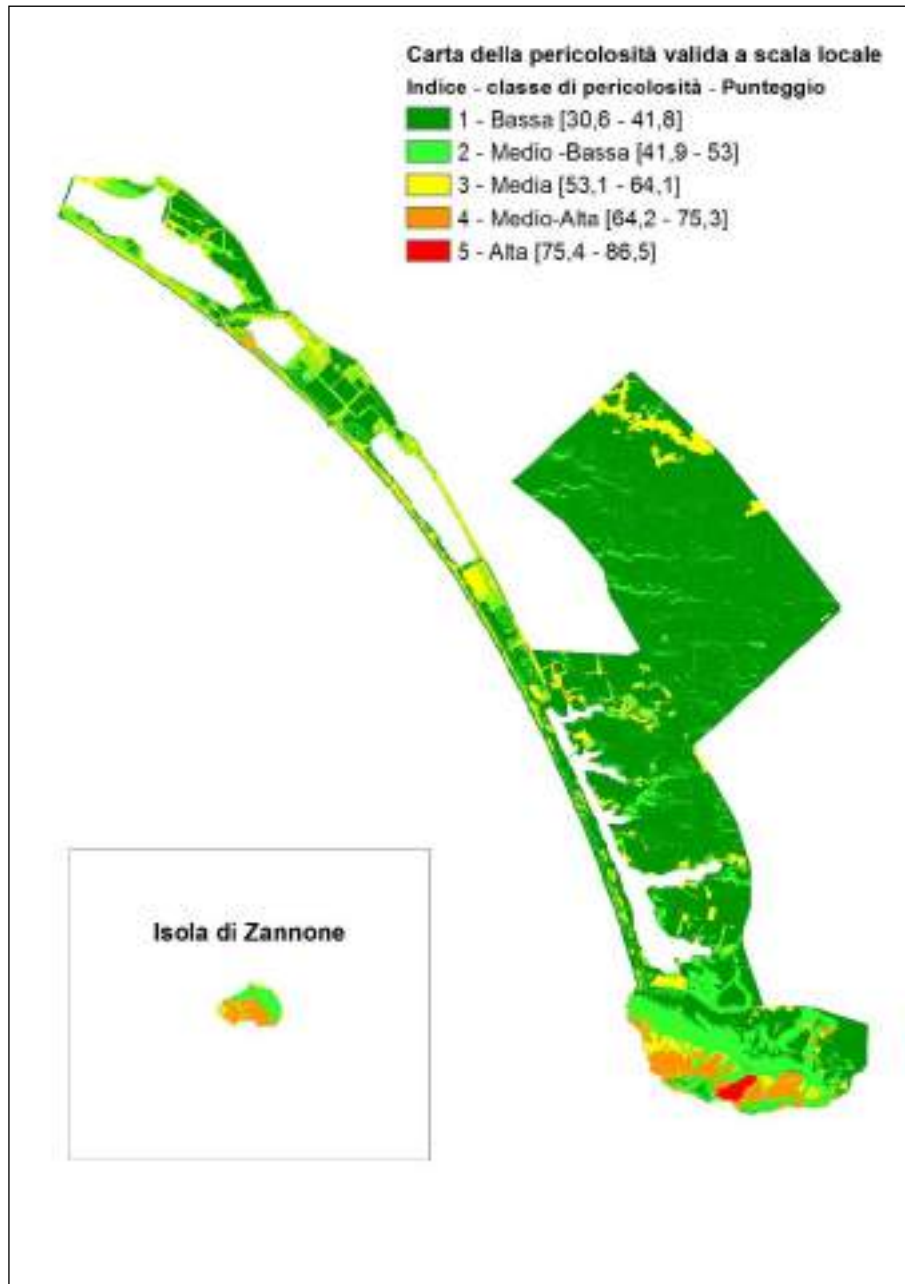 Carta della pericolosità valida a scala locale
Indice - classe di pericolosità - Punteggio
1 - Bassa [30,6 - 41,8]
2 - Medio -Bassa [41,9 - 53]
3 - Media [53,1 - 64,1]
4 - Medio-Alta [64,2 - 75,3]
5 - Alta [75,4 - 86,5]
Isola di Zannone